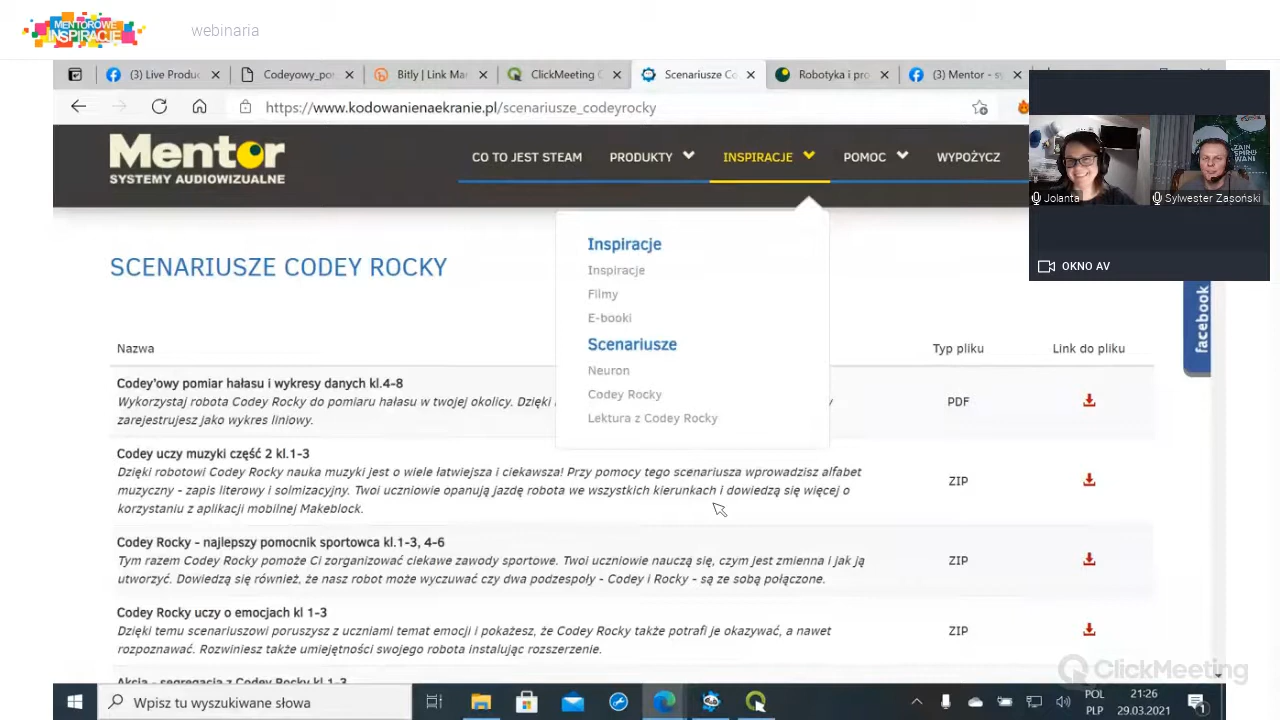 MENTOROWE
INSPIRACJE
webinaria
(3) Live Produc
Codeyowy_po
Bitly | Link Ma
ClickMeeting
Scenariusze Co
Robotyka i pro
(3) Mentor - sy
https://www.kodowanienaekranie.pl/scenariusze_codeyrocky
Mentor
SYSTEMY AUDIOWIZUALNE
CO TO JEST STEAM
PRODUKTY
INSPIRACJE
POMOC
WYPOŻYCZ
Jolanta
Sylwester Zasoński
OKNO AV
Inspiracje
Inspiracje
Filmy
E-booki
Scenariusze
Neuron
Codey Rocky
Lektura z Codey Rocky
SCENARIUSZE CODEY ROCKY
facebook
Nazwa
Typ pliku
Link do pliku
Codey'owy pomiar hałasu i wykresy danych kl.4-8
Wykorzystaj robota Codey Rocky do pomiaru hałasu w twojej okolicy. Dzięki
zarejestrujesz jako wykres liniowy.
PDF
Codey uczy muzyki część 2 kl.1-3
Dzięki robotowi Codey Rocky nauka muzyki jest o wiele łatwiejsza i ciekawsza! Przy pomocy tego scenariusza wprowadzisz alfabet
muzyczny - zapis literowy i solmizacyjny. Twoi uczniowie opanują jazdę robota we wszystkich kierunkach i dowiedzą się więcej o
korzystaniu z aplikacji mobilnej Makeblock.
ZIP
Codey Rocky - najlepszy pomocnik sportowca kl.1-3, 4-6
Tym razem Codey Rocky pomoże Ci zorganizować ciekawe zawody sportowe. Twoi uczniowie nauczą się, czym jest zmienna i jak ją
utworzyć. Dowiedzą się również, że nasz robot może wyczuwać czy dwa podzespoły - Codey i Rocky - są ze sobą połączone.
ZIP
Codey Rocky uczy o emocjach kl 1-3
Dzięki temu scenariuszowi poruszysz z uczniami temat emocji i pokażesz, że Codey Rocky także potrafi je okazywać, a nawet
rozpoznawać. Rozwiniesz także umiejętności swojego robota instalując rozszerzenie.
ZIP
Akcja - segregacja z Codey Rocky kl 1-3
ClickMeeting
Wpisz tu wyszukiwane słowa
POL
PLP
21:26
29.03.2021
1